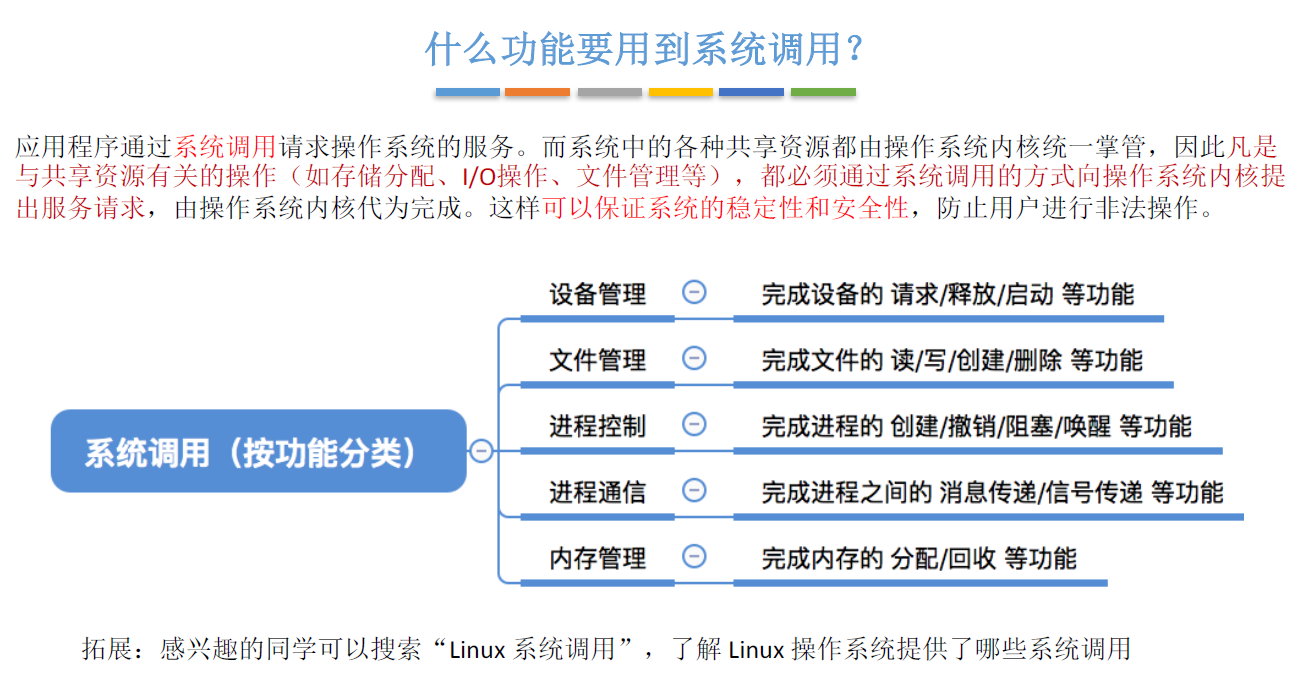 什么功能要用到系统调用？
应用程序通过系统调用请求操作系统的服务。而系统中的各种共享资源都由操作系统内核统一掌管，因此凡是
与共享资源有关的操作（如存储分配、I/O操作、文件管理等），都必须通过系统调用的方式向操作系统内核提
出服务请求，由操作系统内核代为完成。这样可以保证系统的稳定性和安全性，防止用户进行非法操作。
系统调用（按功能分类）
设备管理 完成设备的 请求/释放/启动 等功能
文件管理 完成文件的 读/写/创建/删除 等功能
进程控制 完成进程的 创建/撤销/阻塞/唤醒 等功能
进程通信 完成进程之间的 消息传递/信号传递 等功能
内存管理 完成内存的 分配/回收 等功能
拓展：感兴趣的同学可以搜索“Linux 系统调用”，了解 Linux 操作系统提供了哪些系统调用